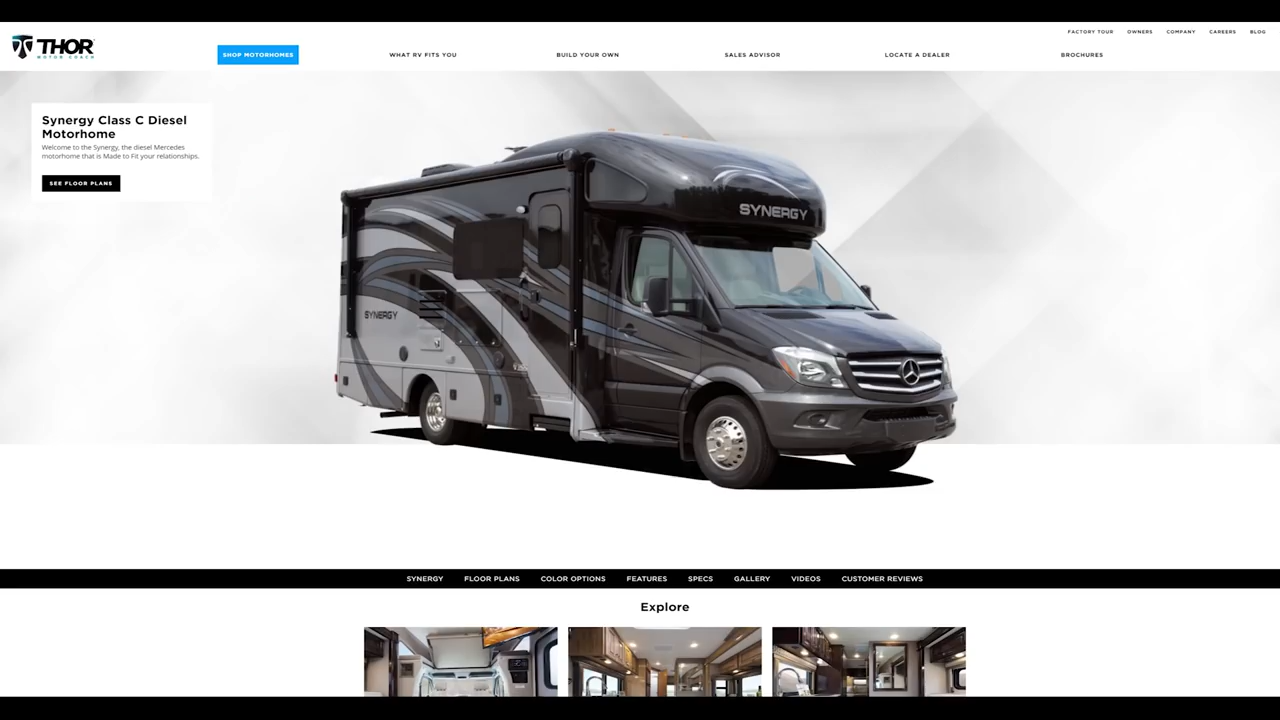 FACTORY TOUR OWNERS COMPANY CAREERS BLOG
THOR
MOTOR COACH
SHOP MOTORHOMES WHAT RV FITS YOU BUILD YOUR OWN SALES ADVISOR LOCATE A DEALER BROCHURES
Synergy Class C Diesel
Motorhome
Welcome to the Synergy, the diesel Mercedes
motorhome that is Made to Fit your relationships.
SEE FLOOR PLANS
SYNERGY
SYNERGY
SYNERGY FLOOR PLANS COLOR OPTIONS FEATURES SPECS GALLERY VIDEOS CUSTOMER REVIEWS
Explore